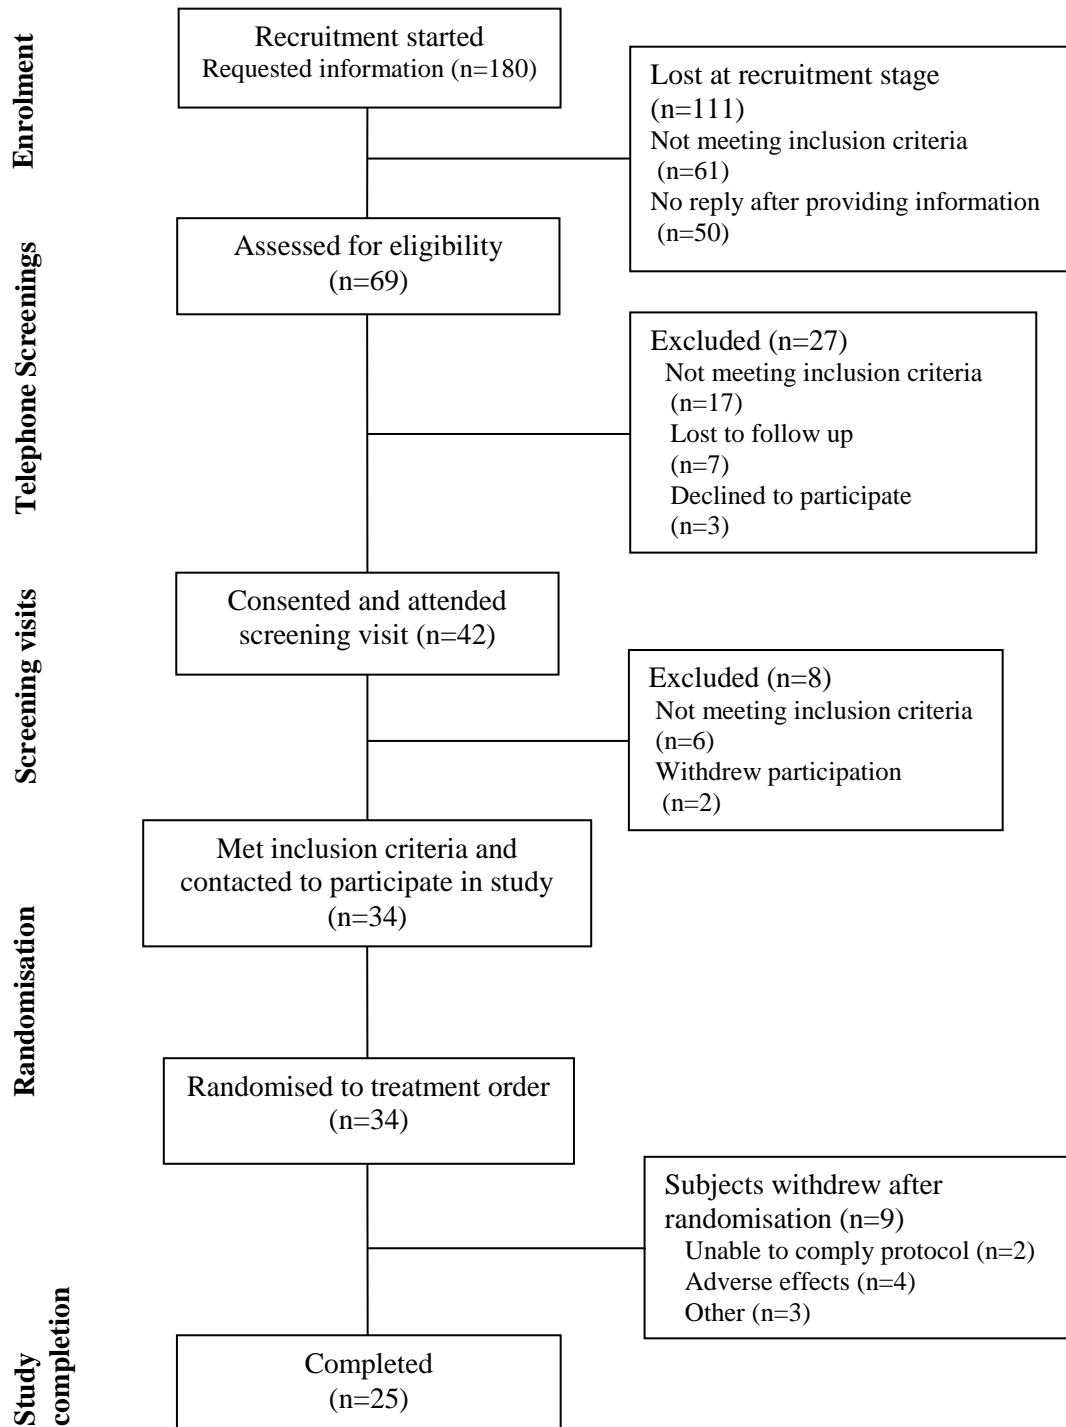 Enrolment
Recruitment started
Requested information (n=180)
Lost at recruitment stage
(n=111)
Not meeting inclusion criteria
(n=61)
No reply after providing information
(n=50)
Telephone Screenings
Assessed for eligibility
(n=69)
Excluded (n=27)
Not meeting inclusion criteria
(n=17)
Lost to follow up
(n=7)
Declined to participate
(n=3)
Screening visits
Consented and attended
screening visit (n=42)
Excluded (n=8)
Not meeting inclusion criteria
(n=6)
Withdrew participation
(n=2)
Met inclusion criteria and
contacted to participate in study
(n=34)
Randomisation
Randomised to treatment order
(n=34)
Subjects withdrew after
randomisation (n=9)
Unable to comply protocol (n=2)
Adverse effects (n=4)
Other (n=3)
Study
completion
Completed
(n=25)